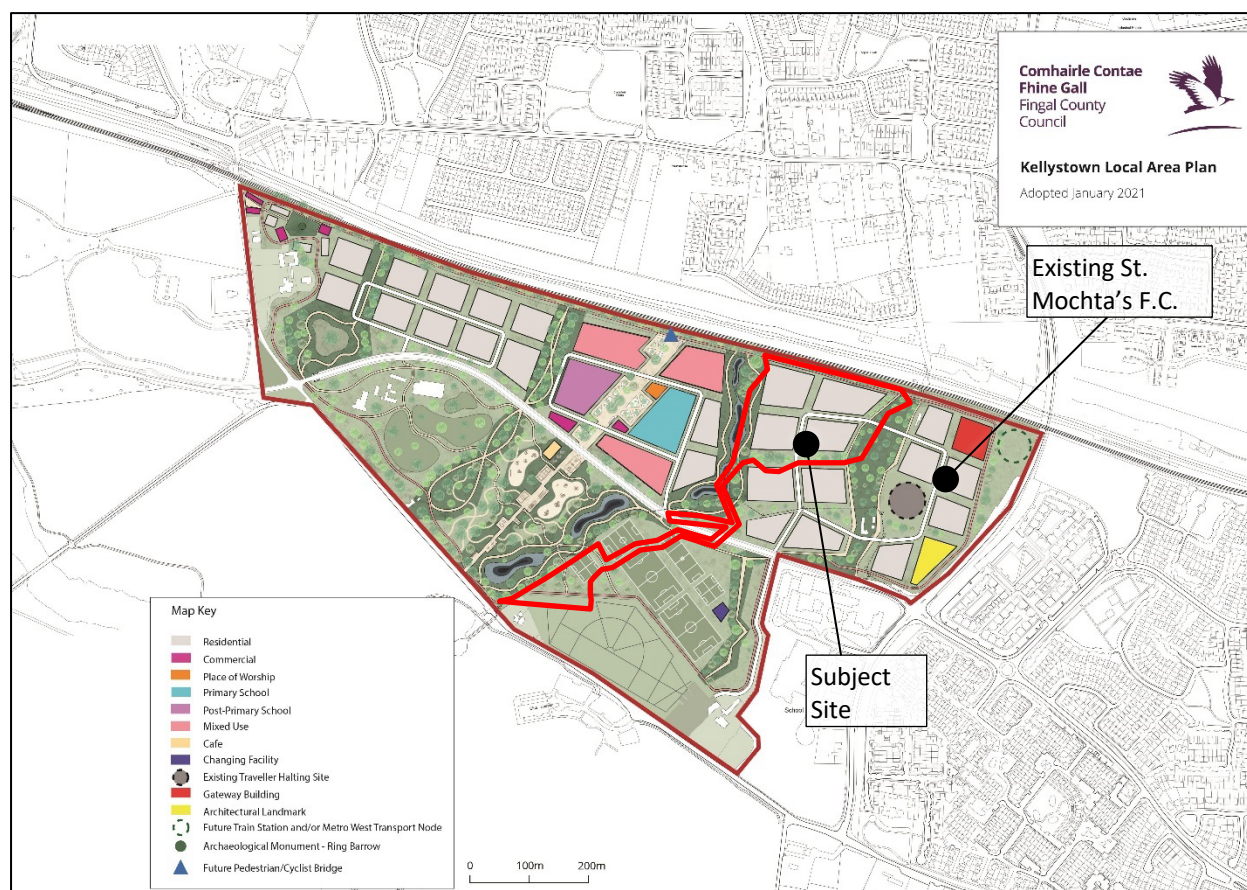 Comhairle Contae
Fhine Gall
Fingal County
Council
Kellystown Local Area Plan
Adopted January 2021
Existing St.
Mochta's F.C.
Subject
Site
School
Map Key
Residential
Commercial
Place of Worship
Primary School
Post-Primary School
Mixed Use
Cafe
Changing Facility
Existing Traveller Halting Site
Gateway Building
Architectural Landmark
Future Train Station and/or Metro West Transport Node
Archaeological Monument - Ring Barrow
Future Pedestrian/Cyclist Bridge
0 100m 200m